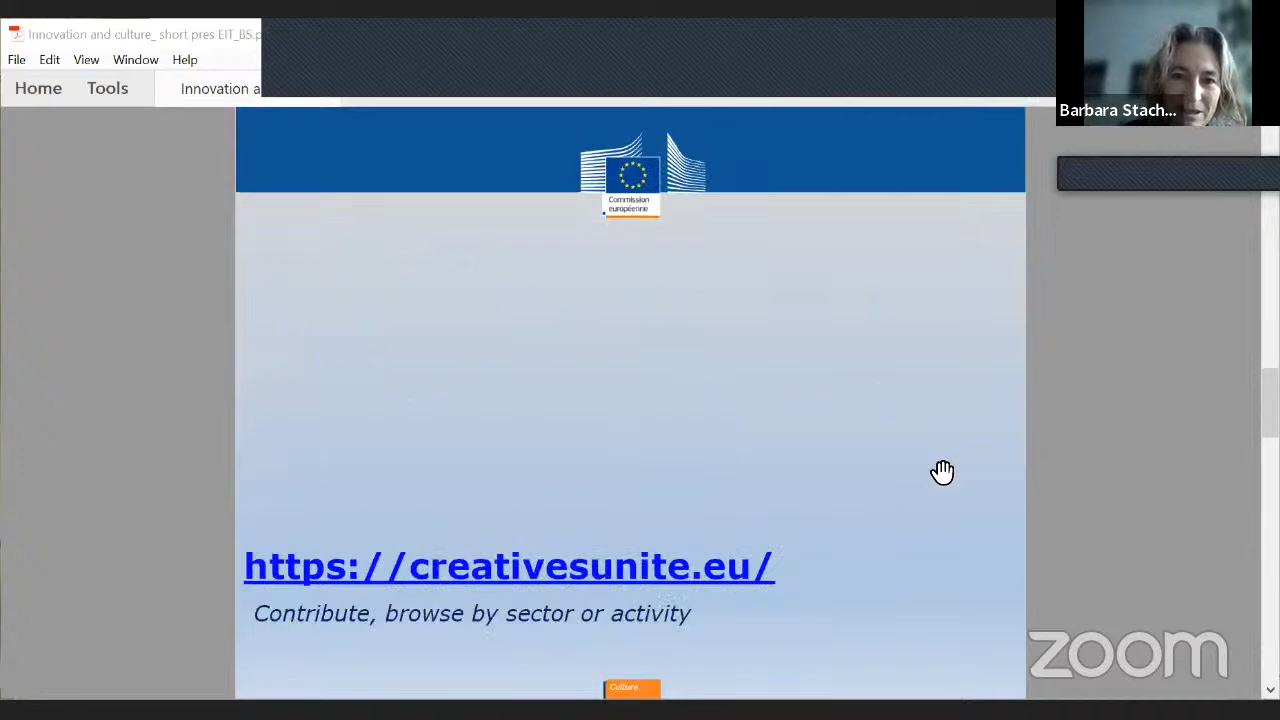 Innovation and culture_ short pres EIT_BS.p
File Edit View Window Help
Home Tools Innovation a
Barbara Stach...
Commission
européenne
https://creativesunite.eu/
Contribute, browse by sector or activity
Culture
zoom